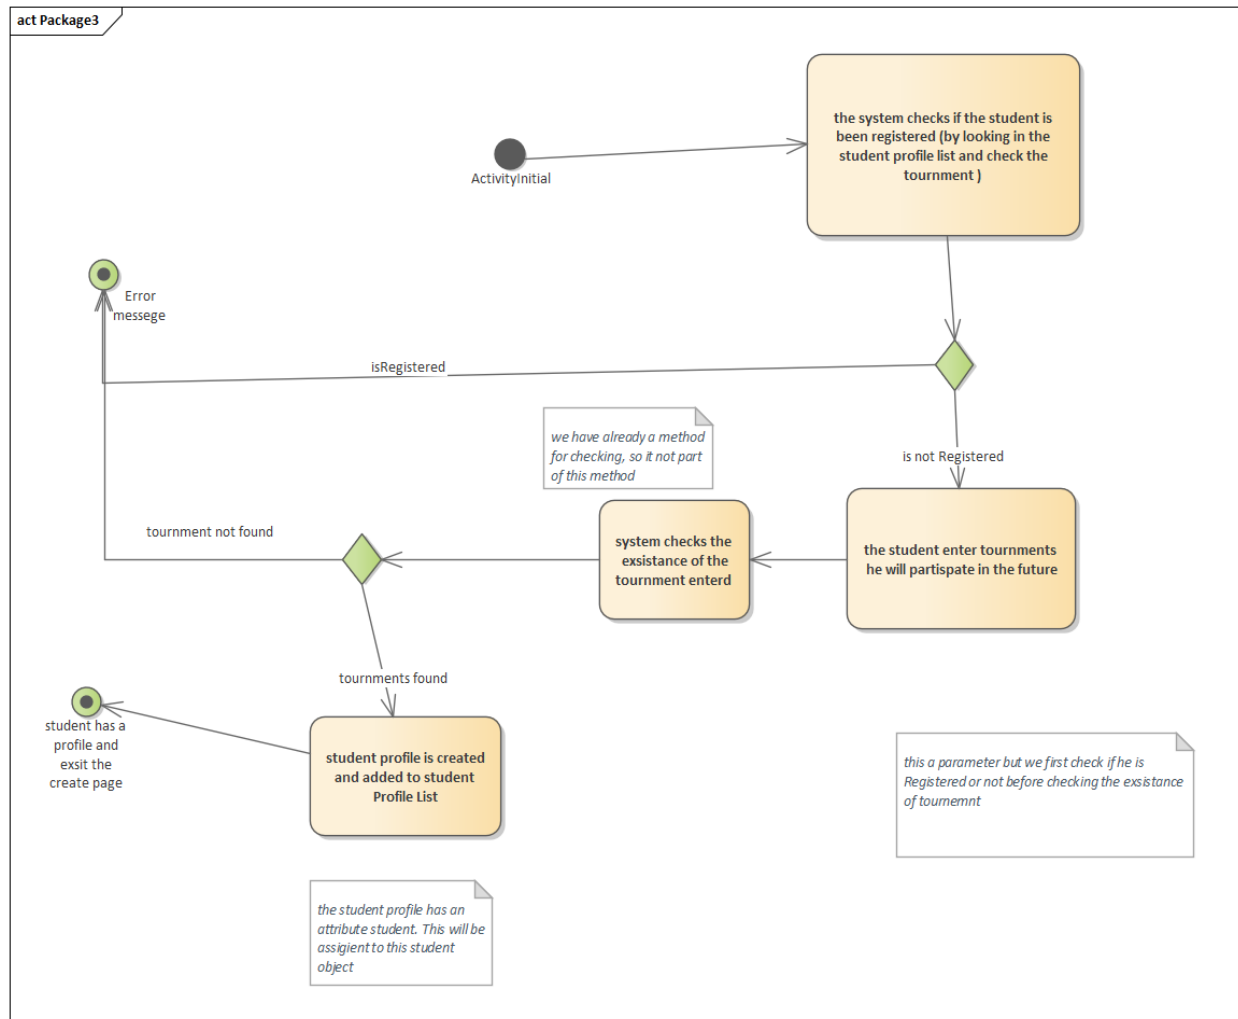 act Package3
the system checks if the student is
been registered (by looking in the
student profile list and check the
tournment )
ActivityInitial
Error
messege
isRegistered
we have already a method
for checking, so it not part
of this method
is not Registered
tournment not found
system checks the
exsistance of the
tournment enterd
the student enter tournments
he will partispate in the future
tournments found
student has a
profile and
exsit the
create page
student profile is created
and added to student
Profile List
this a parameter but we first check if he is
Registered or not before checking the exsistance
of tournemnt
the student profile has an
attribute student. This will be
assigient to this student
object